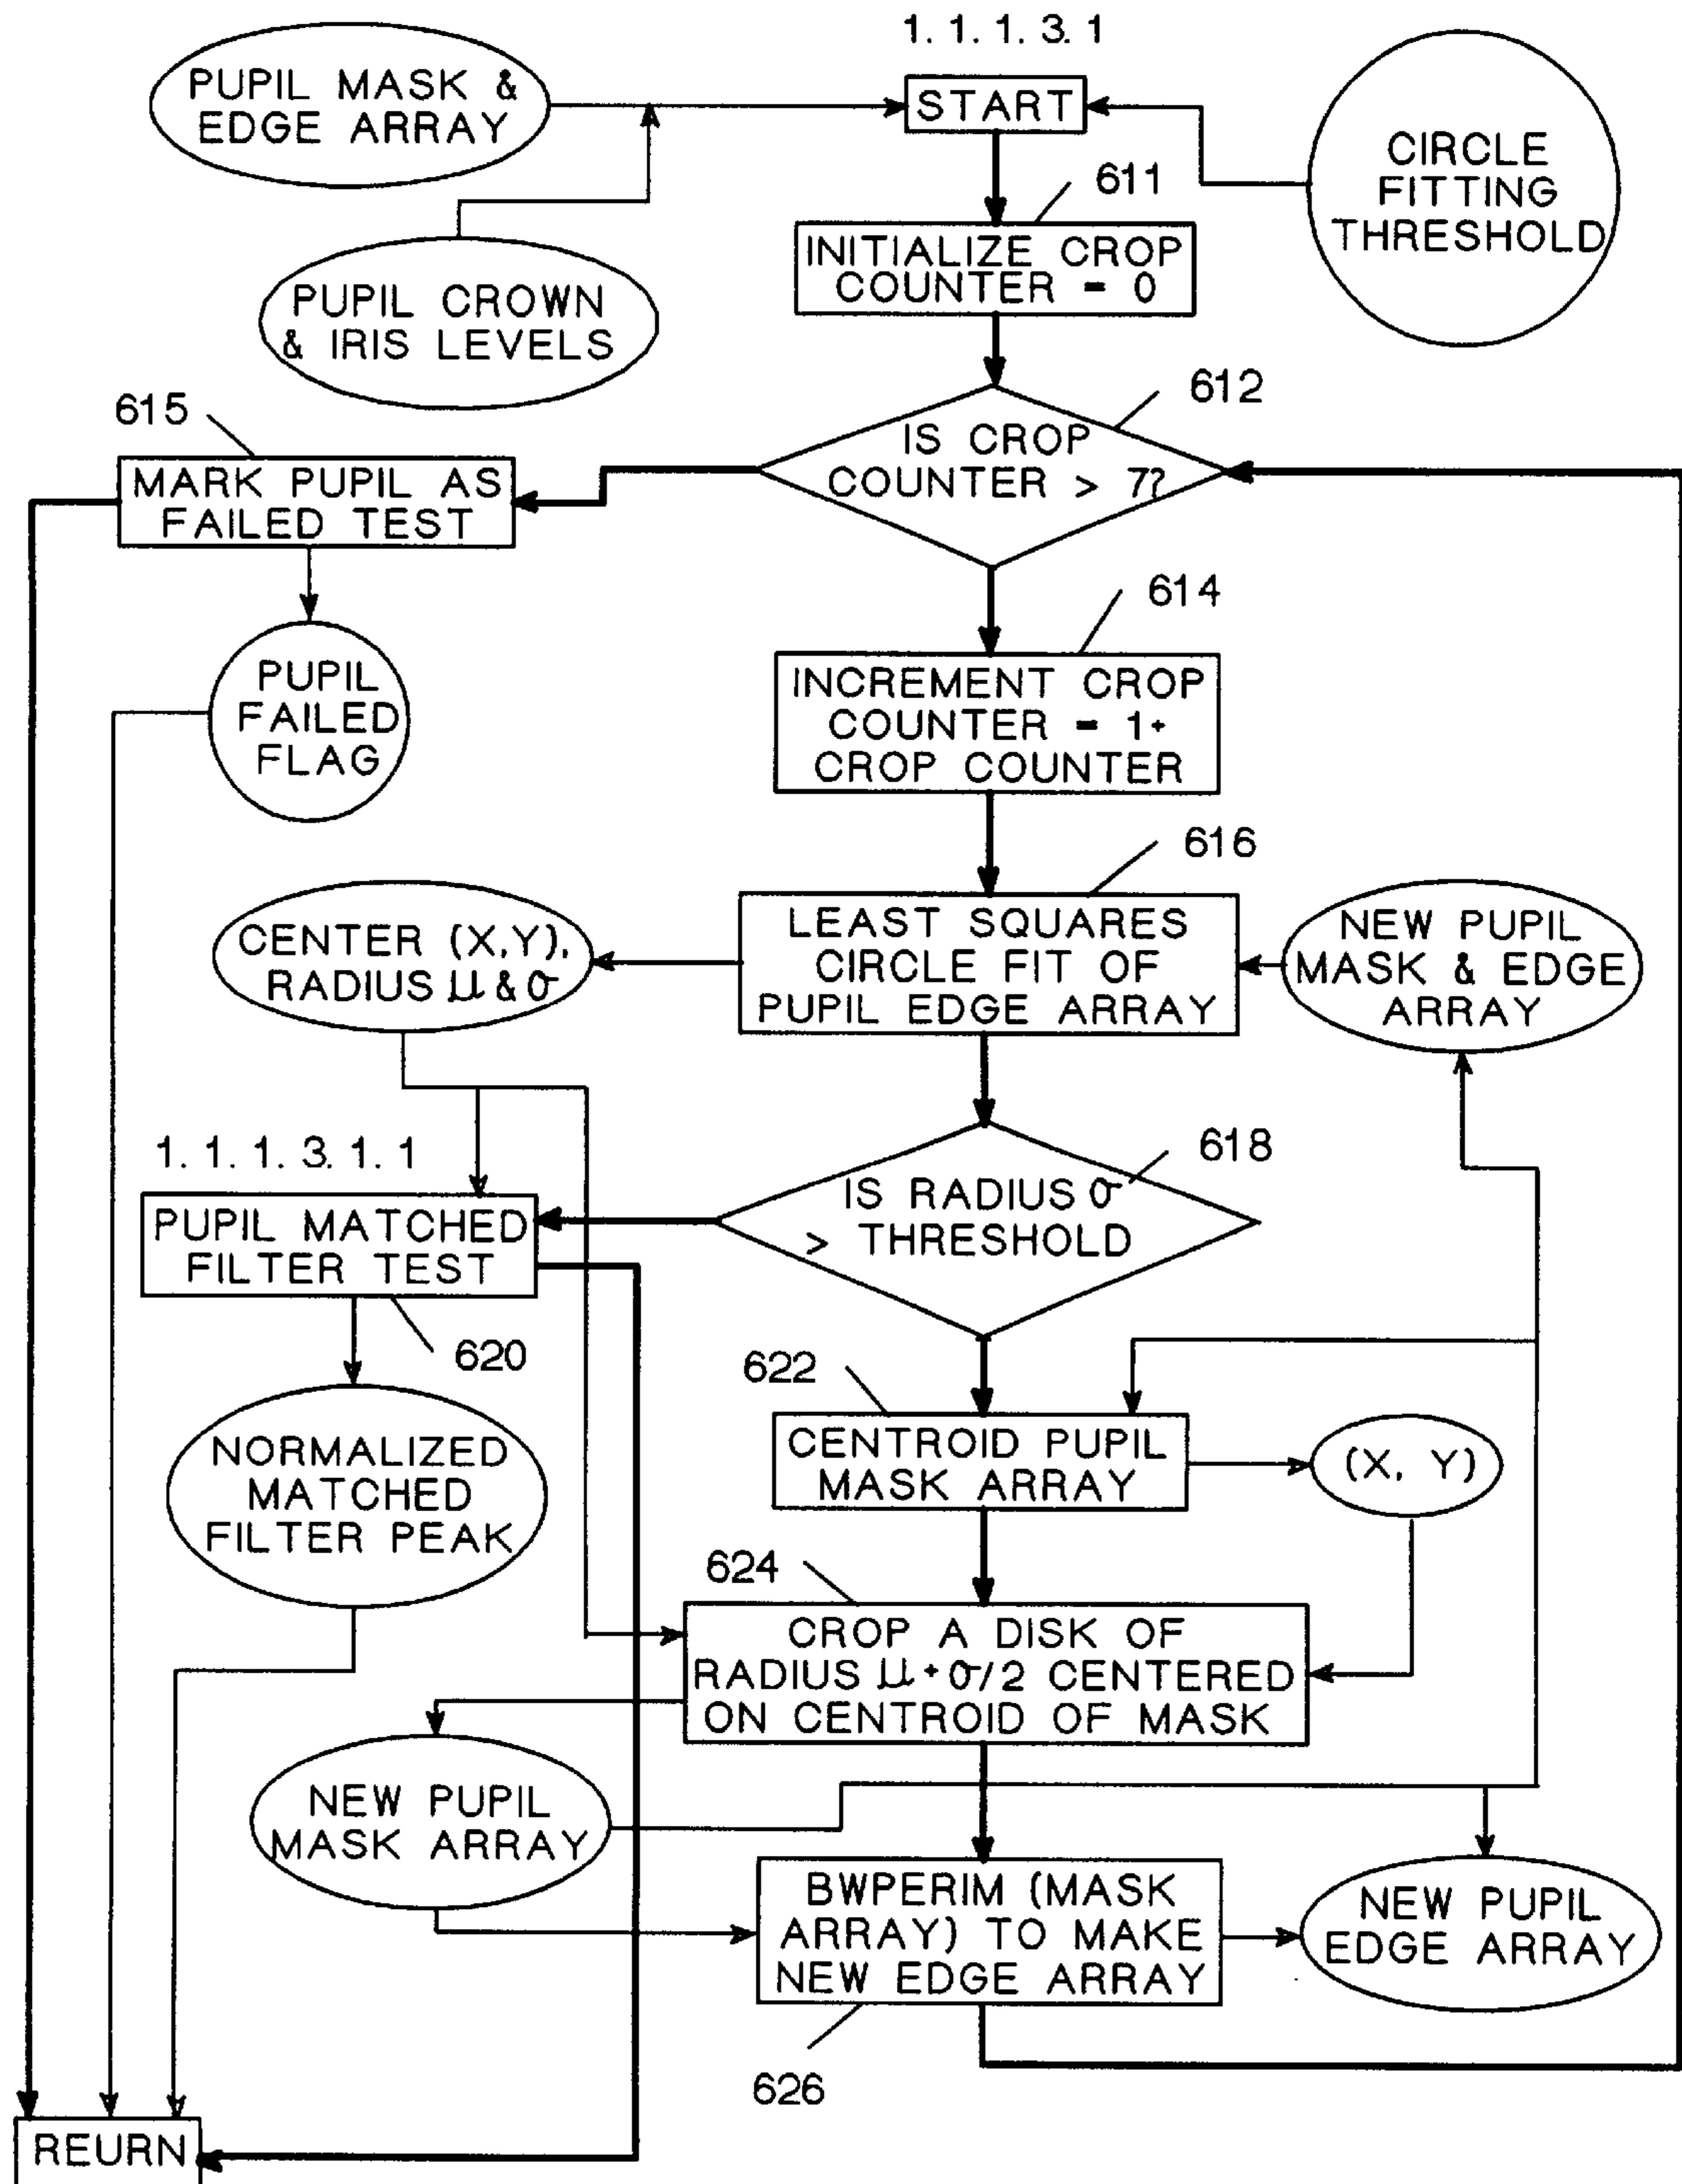 1. 1. 1. 3. 1
PUPIL MASK &
EDGE ARRAY
START
CIRCLE
FITTING
THRESHOLD
611
INITIALIZE CROP
COUNTER = 0
PUPIL CROWN
& IRIS LEVELS
612
IS CROP
COUNTER > 7?
615
MARK PUPIL AS
FAILED TEST
614
PUPIL
FAILED
FLAG
INCREMENT CROP
COUNTER = 1+
CROP COUNTER
616
CENTER (X,Y),
RADIUS μ & σ
LEAST SQUARES
CIRCLE FIT OF
PUPIL EDGE ARRAY
NEW PUPIL
MASK & EDGE
ARRAY
618
1. 1. 1. 3. 1. 1
PUPIL MATCHED
FILTER TEST
IS RADIUS σ
> THRESHOLD
620
622
NORMALIZED
MATCHED
FILTER PEAK
CENTROID PUPIL
MASK ARRAY
(X, Y)
624
CROP A DISK OF
RADIUS μ+σ/2 CENTERED
ON CENTROID OF MASK
NEW PUPIL
MASK ARRAY
BWPERIM (MASK
ARRAY) TO MAKE
NEW EDGE ARRAY
NEW PUPIL
EDGE ARRAY
626
REURN